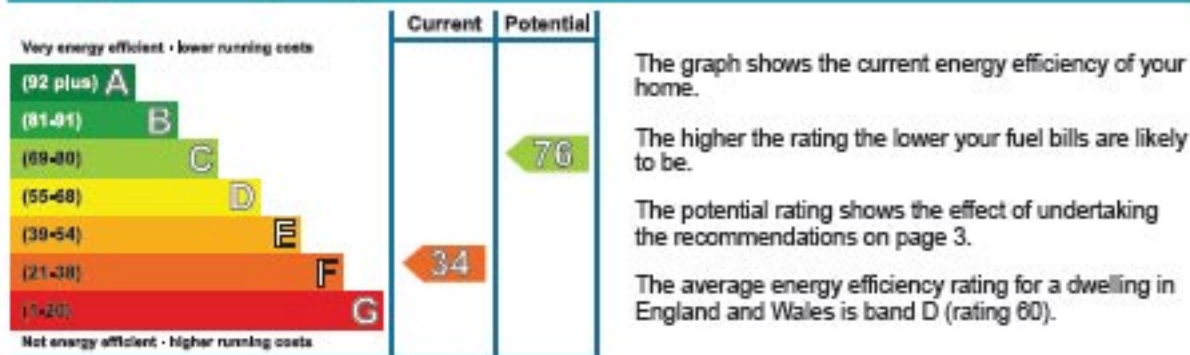 Current Potential
Very energy efficient - lower running costs
(92 plus) A
(81-91) B
(69-80) C
76
(55-68) D
(39-54) E
(21-38) F
34
(1-20) G
Not energy efficient - higher running costs
The graph shows the current energy efficiency of your
home.
The higher the rating the lower your fuel bills are likely
to be.
The potential rating shows the effect of undertaking
the recommendations on page 3.
The average energy efficiency rating for a dwelling in
England and Wales is band D (rating 60).